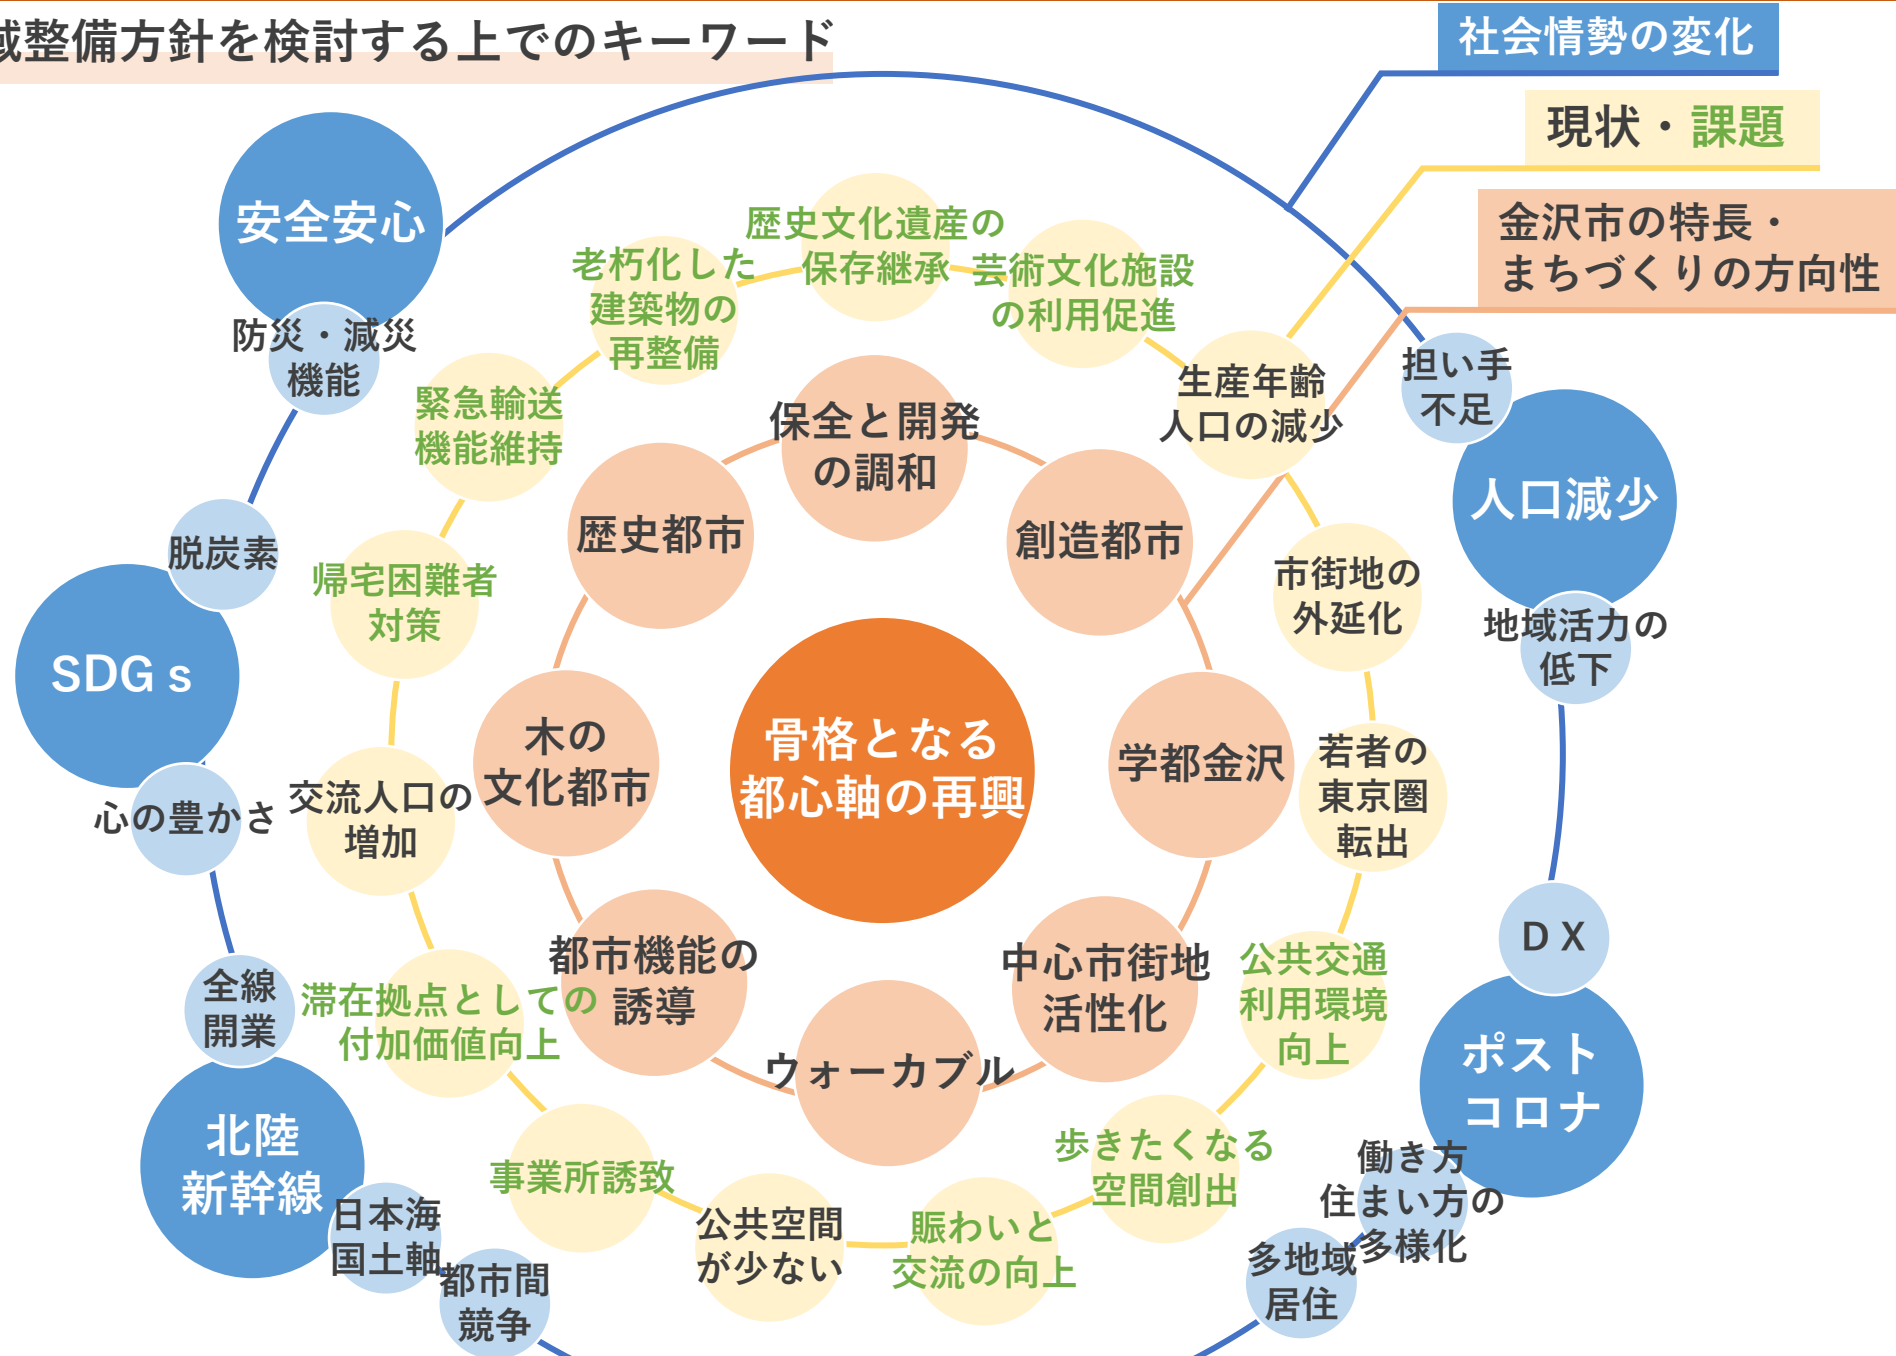 域整備方針を検討する上でのキーワード
社会情勢の変化
現状・課題
金沢市の特長・
まちづくりの方向性
安全安心
防災・減災
機能
脱炭素
SDGs
心の豊かさ
全線
開業
北陸
新幹線
日本海
国土軸
都市間
競争
担い手
不足
人口減少
地域活力の
低下
DX
ポスト
コロナ
働き方
住まい方の
多様化
多地域
居住
歴史文化遺産の
保存継承
芸術文化施設
の利用促進
生産年齢
人口の減少
市街地の
外延化
若者の
東京圏
転出
公共交通
利用環境
向上
歩きたくなる
空間創出
賑わいと
交流の向上
公共空間
が少ない
事業所誘致
滞在拠点としての
付加価値向上
交流人口の
増加
帰宅困難者
対策
緊急輸送
機能維持
老朽化した
建築物の
再整備
保全と開発
の調和
創造都市
学都金沢
中心市街地
活性化
ウォーカブル
都市機能の
誘導
木の
文化都市
歴史都市
骨格となる
都心軸の再興